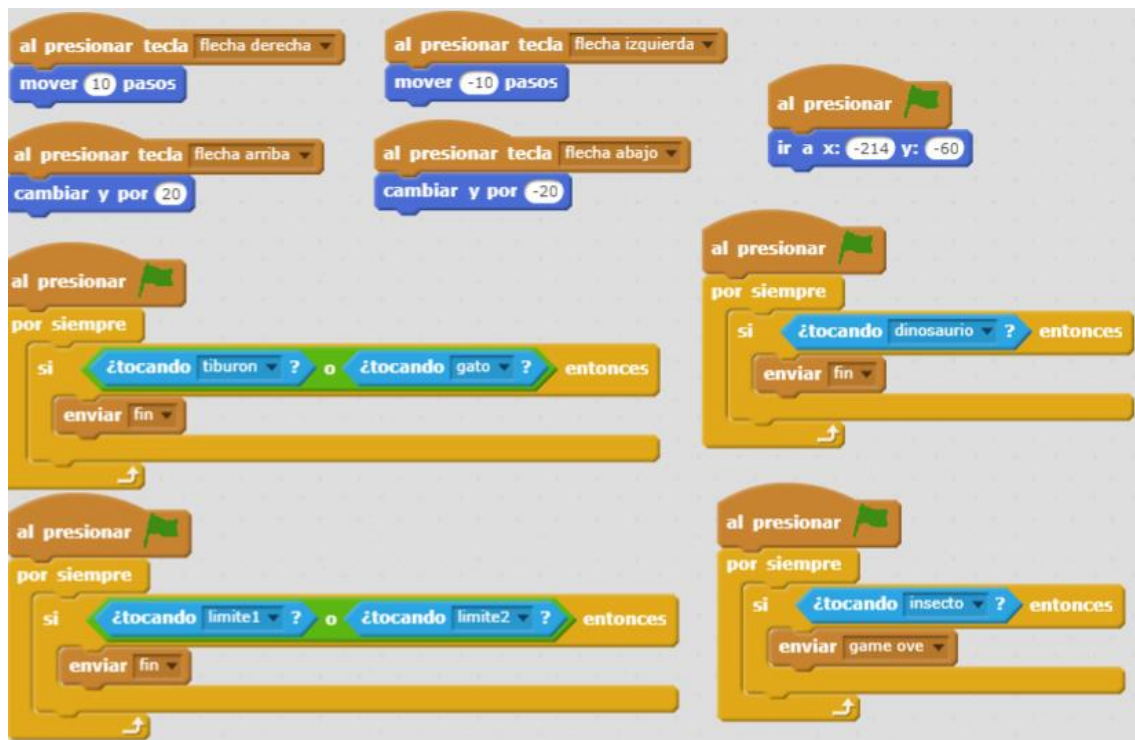 al presionar tecla flecha derecha
mover 10 pasos
al presionar tecla flecha izquierda
mover -10 pasos
al presionar
ir a x: -214 y: -60
al presionar tecla flecha arriba
cambiar y por 20
al presionar tecla flecha abajo
cambiar y por -20
al presionar
por siempre
si ¿tocando tiburon ? o ¿tocando gato ? entonces
enviar fin
al presionar
por siempre
si ¿tocando dinosaurio ? entonces
enviar fin
al presionar
por siempre
si ¿tocando limite1 ? o ¿tocando limite2 ? entonces
enviar fin
al presionar
por siempre
si ¿tocando insecto ? entonces
enviar game ove